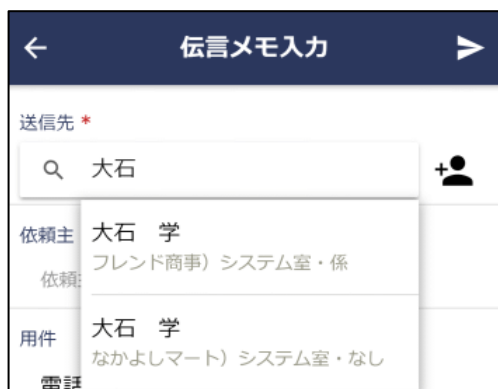 伝言メモ入力
送信先 *
大石
依頼主
大石　学
フレンド商事）システム室・係
依頼
大石　学
用件
なかよしマート）システム室・なし
電話